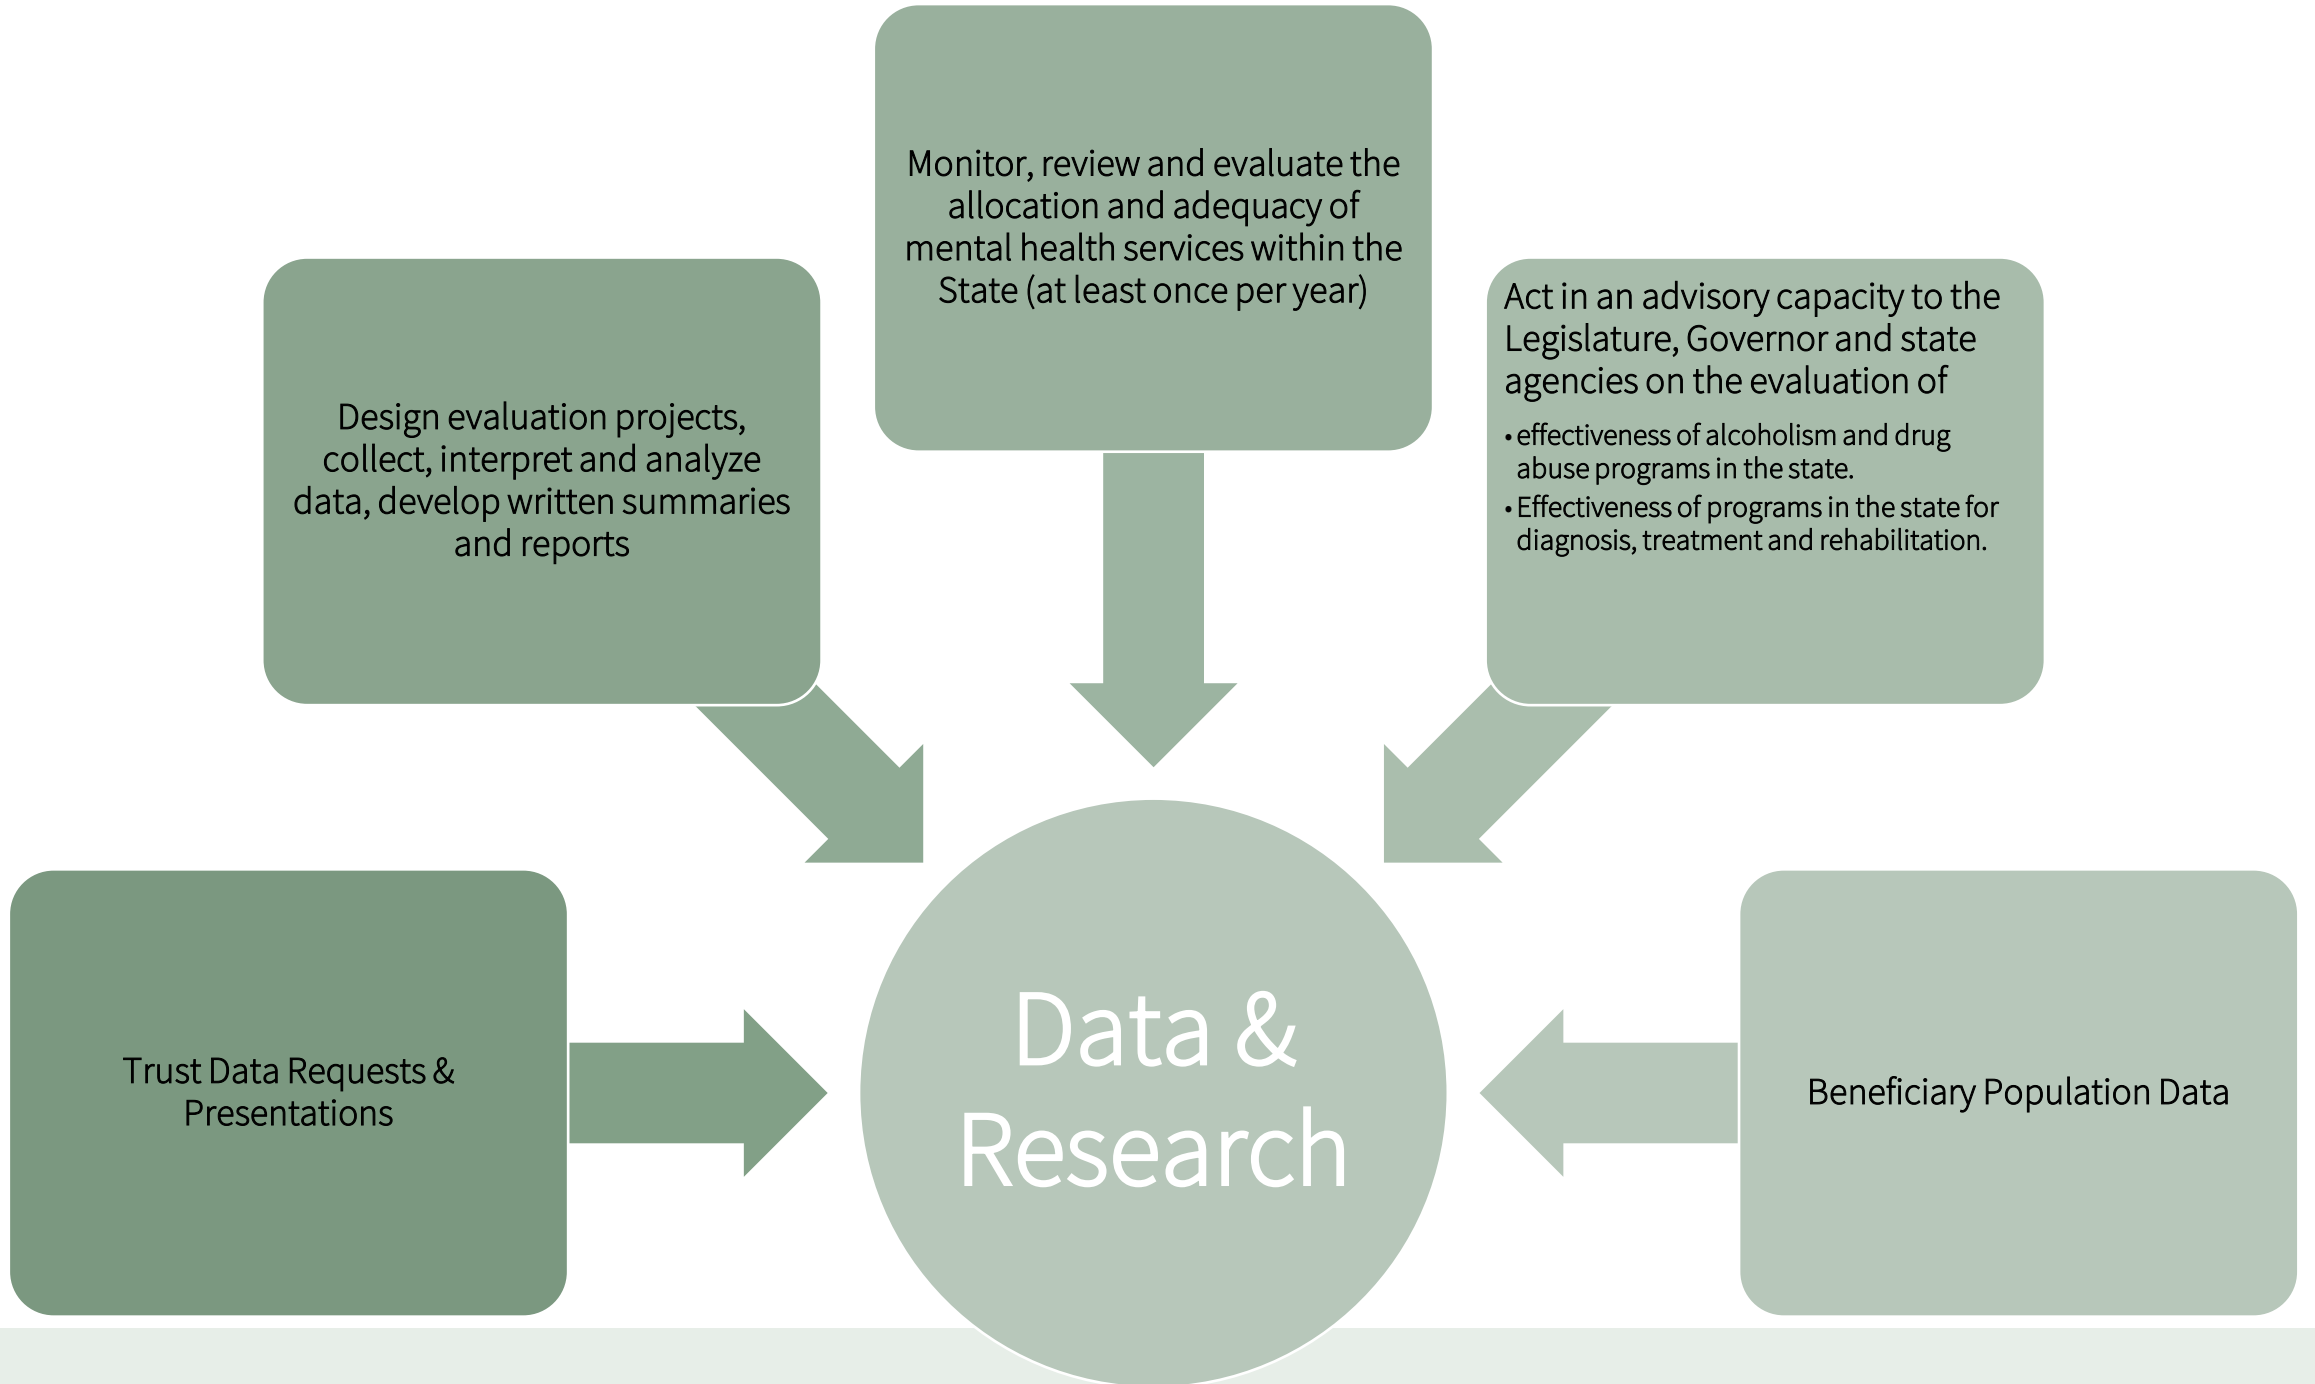 Monitor, review and evaluate the
allocation and adequacy of
mental health services within the
State (at least once per year)
Design evaluation projects,
collect, interpret and analyze
data, develop written summaries
and reports
Act in an advisory capacity to the
Legislature, Governor and state
agencies on the evaluation of
• effectiveness of alcoholism and drug
abuse programs in the state.
• Effectiveness of programs in the state for
diagnosis, treatment and rehabilitation.
Trust Data Requests &
Presentations
Data &
Research
Beneficiary Population Data